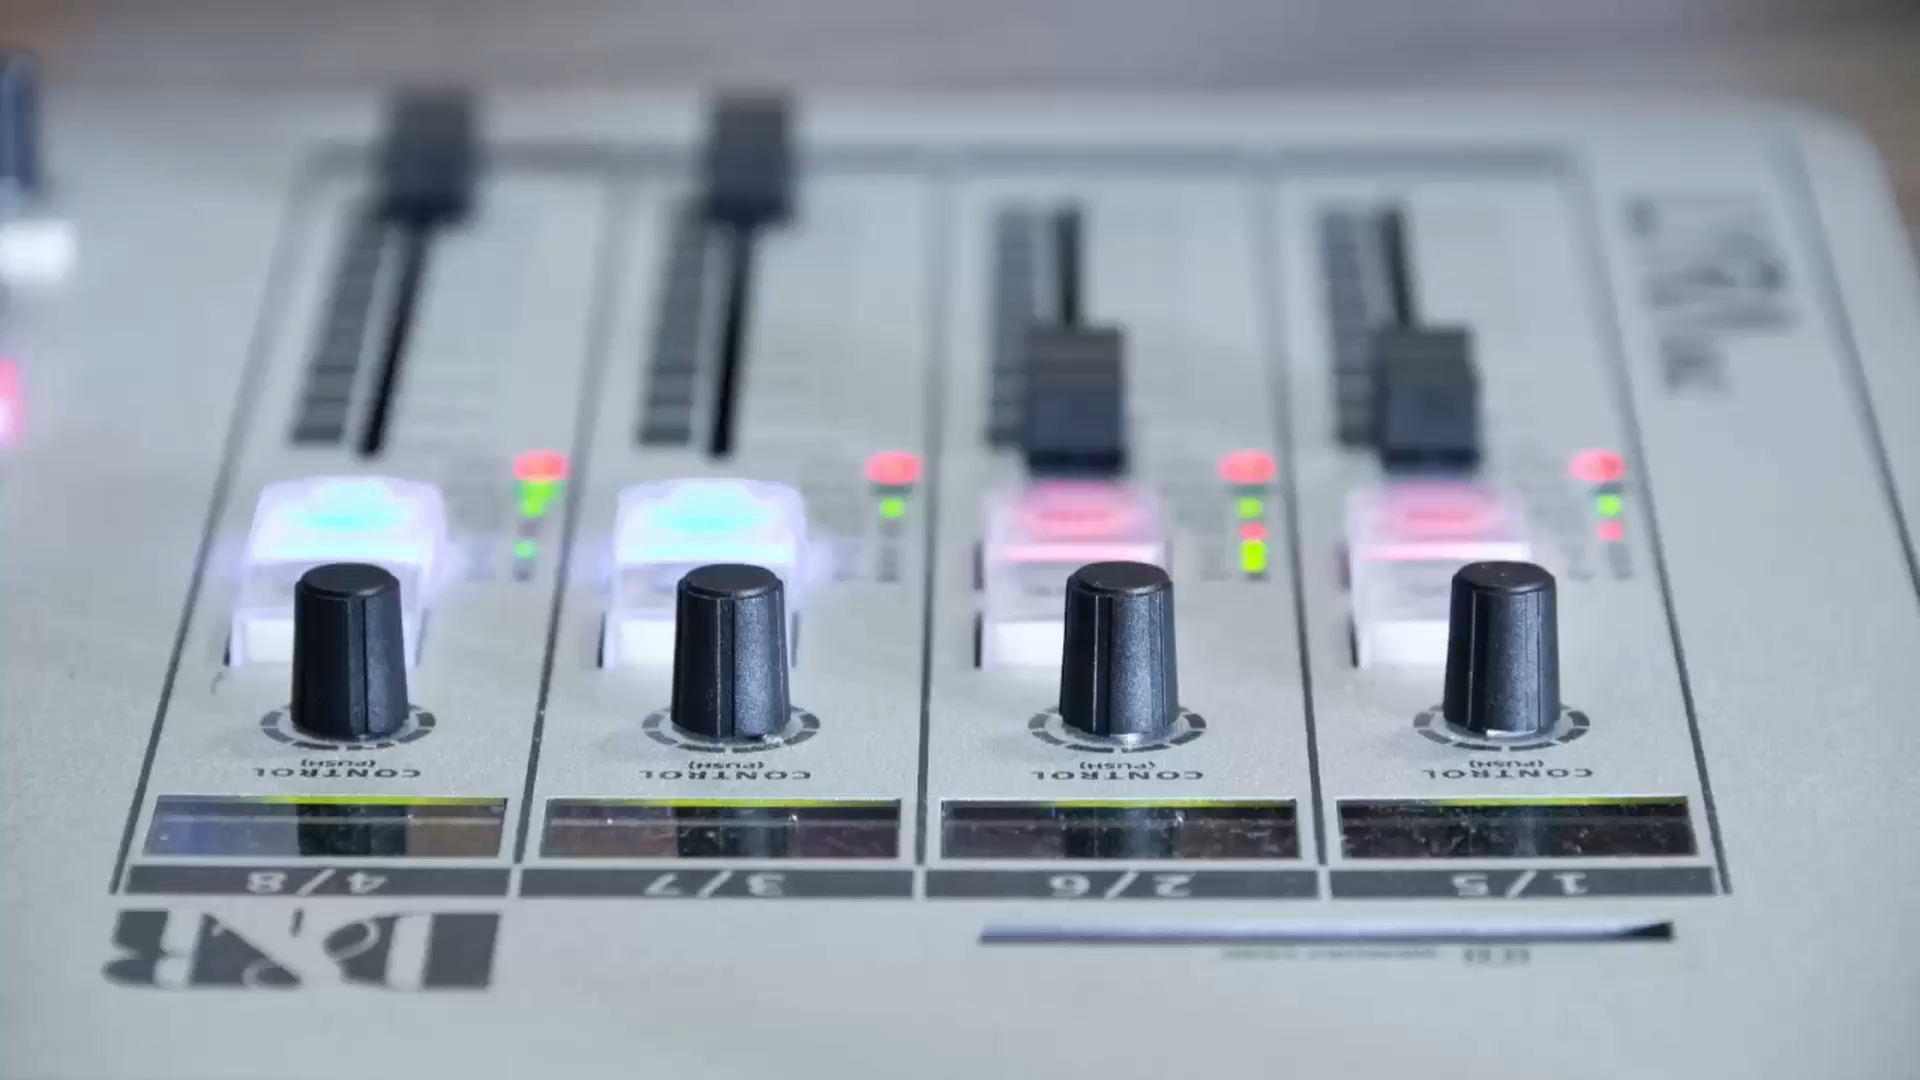 D&R
1/5 2/6 3/7 4/8
CONTROL CONTROL CONTROL CONTROL
(PUSH) (PUSH) (PUSH) (PUSH)